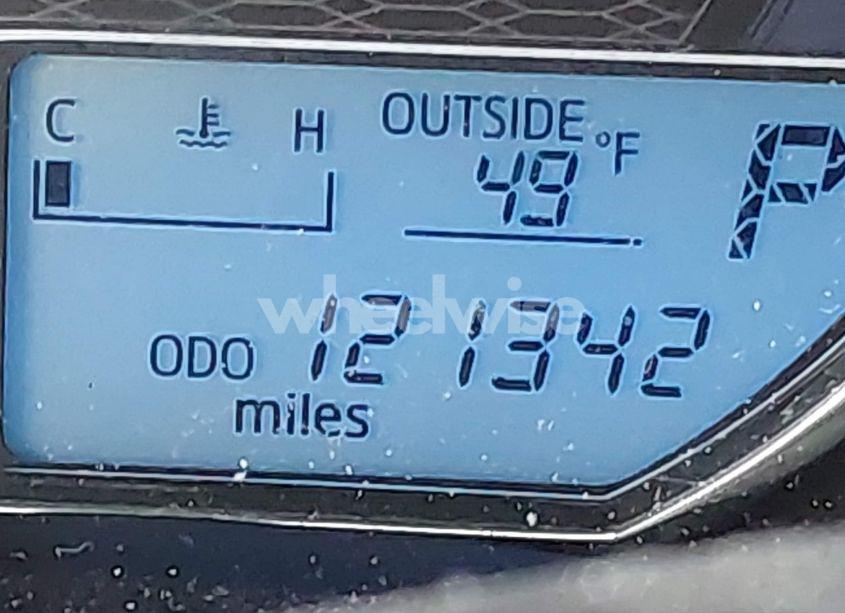 C H OUTSIDE
49 °F P
ODO 121342
miles
wheelwise